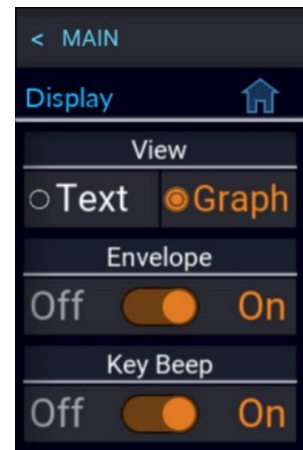 < MAIN
Display
View
Text Graph
Envelope
Off On
Key Beep
Off On